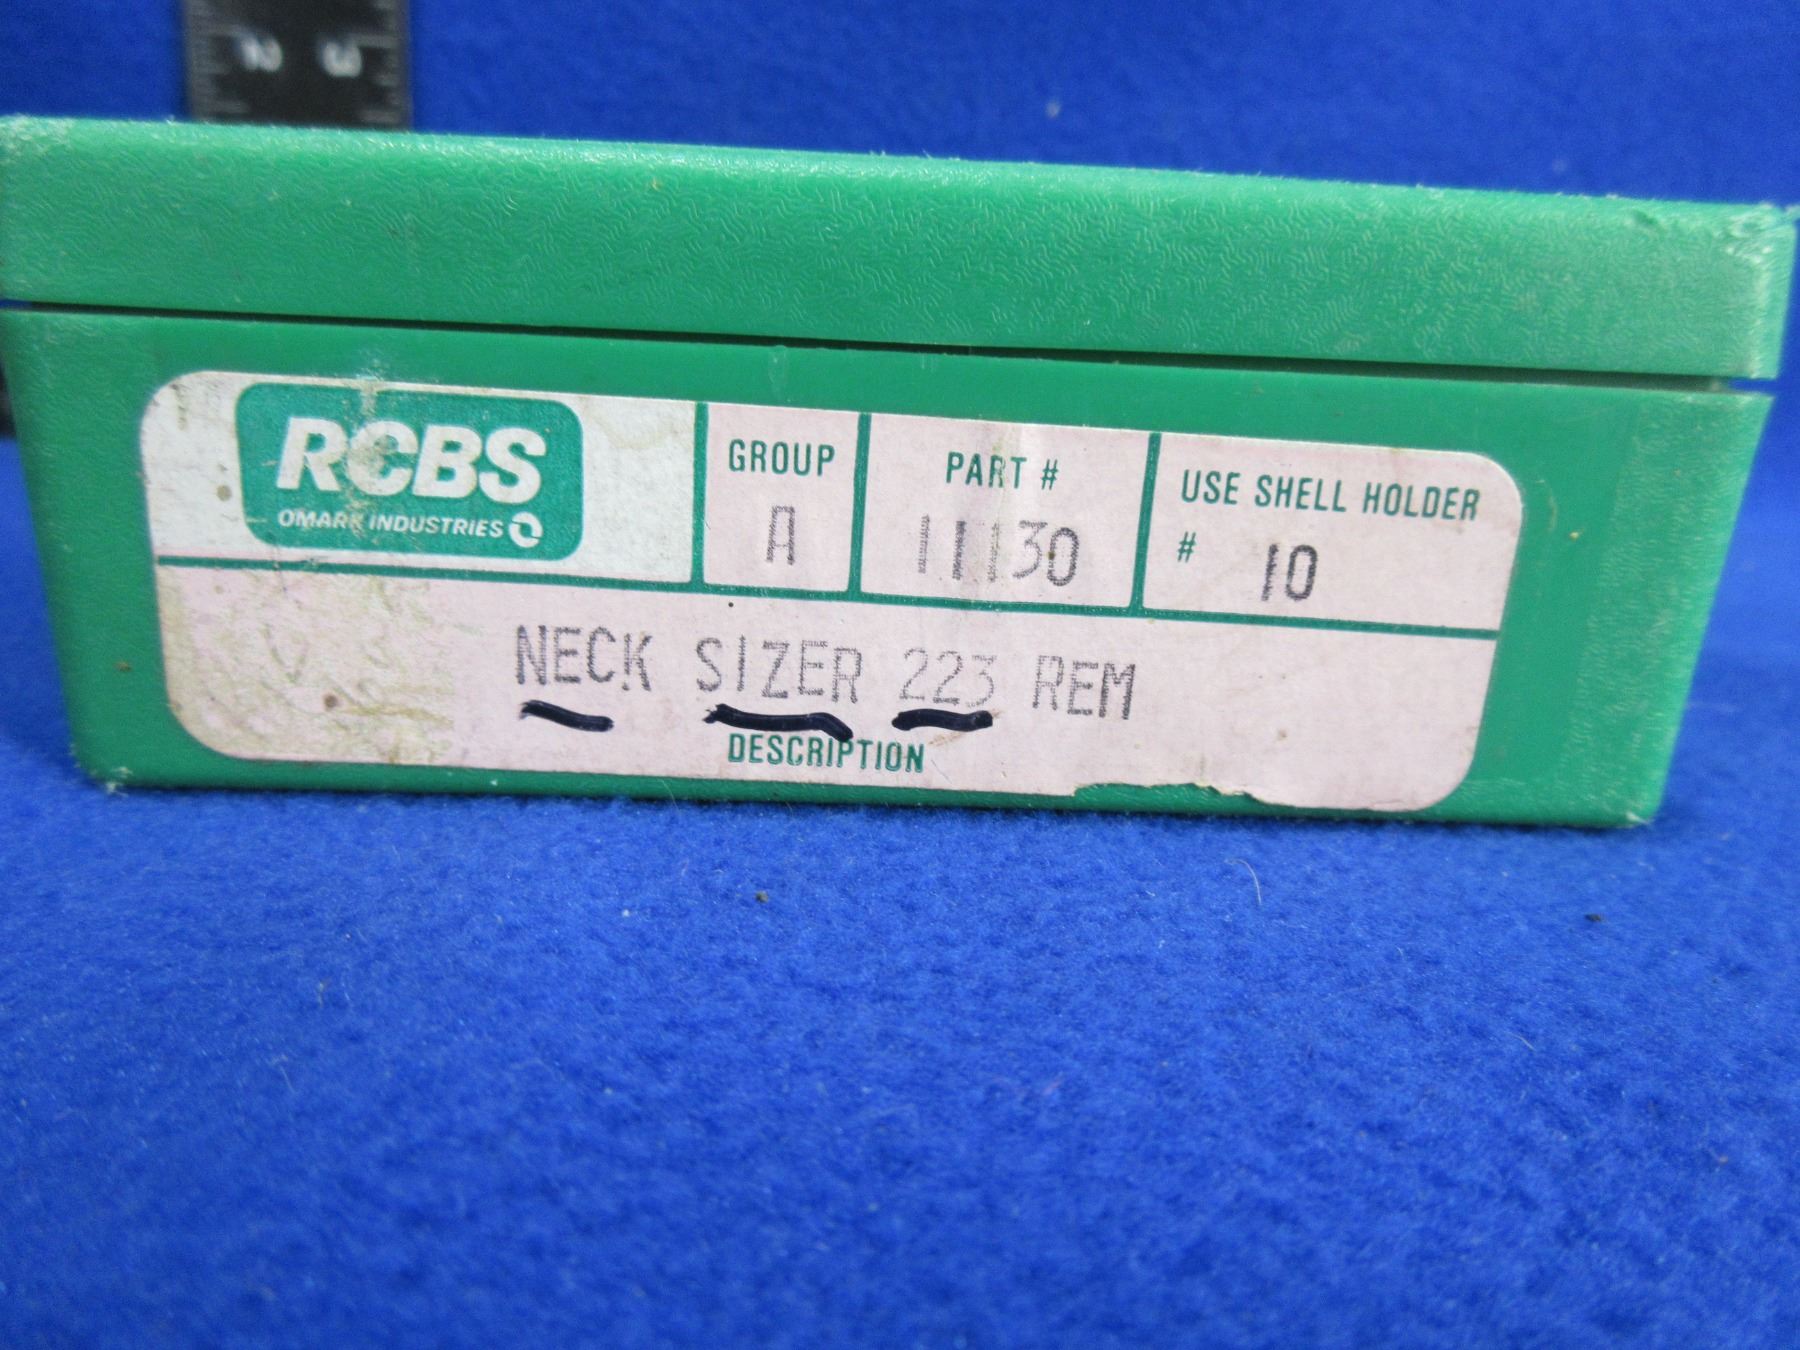 RCBS
OMARK INDUSTRIES
GROUP
A
PART #
11130
USE SHELL HOLDER
# 10
NECK SIZER 223 REM
DESCRIPTION